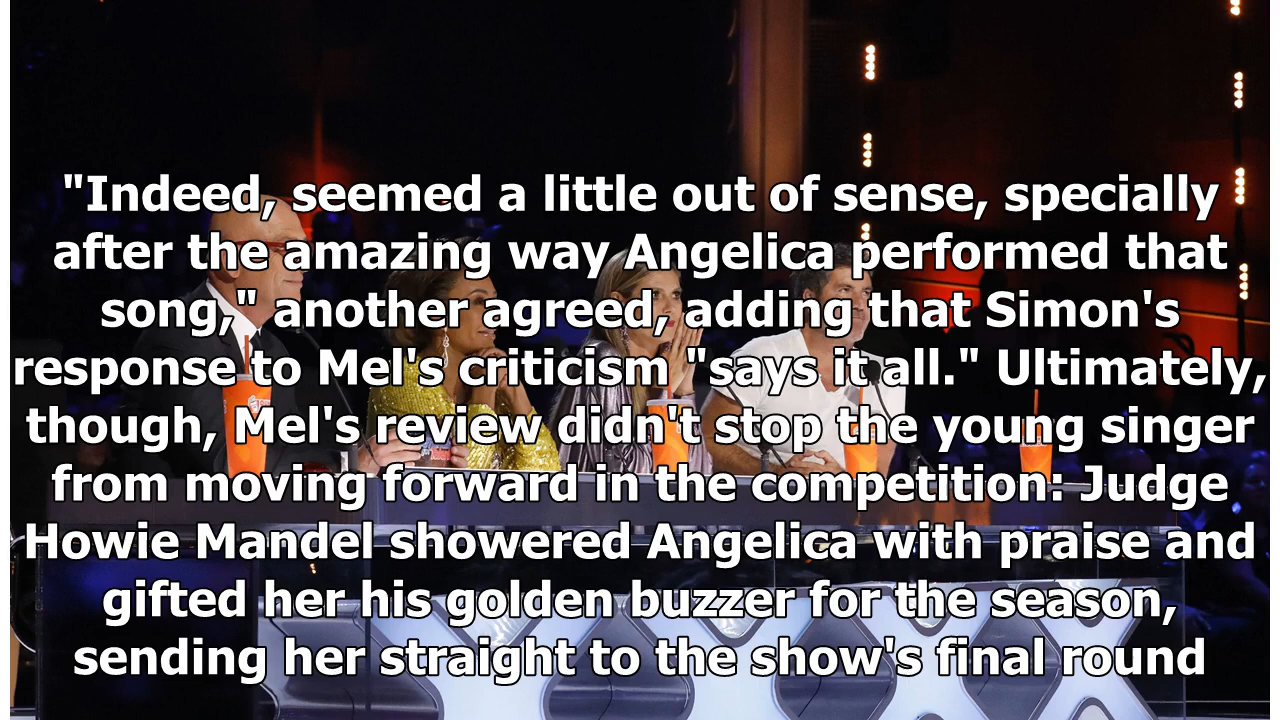 "Indeed, seemed a little out of sense, specially
after the amazing way Angelica performed that
song," another agreed, adding that Simon's
response to Mel's criticism "says it all." Ultimately,
though, Mel's review didn't stop the young singer
from moving forward in the competition: Judge
Howie Mandel showered Angelica with praise and
gifted her his golden buzzer for the season,
sending her straight to the show's final round